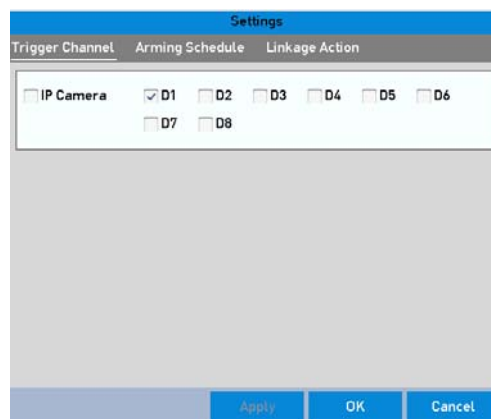 Settings
Trigger Channel Arming Schedule Linkage Action
IP Camera D1 D2 D3 D4 D5 D6
D7 D8
Apply OK Cancel